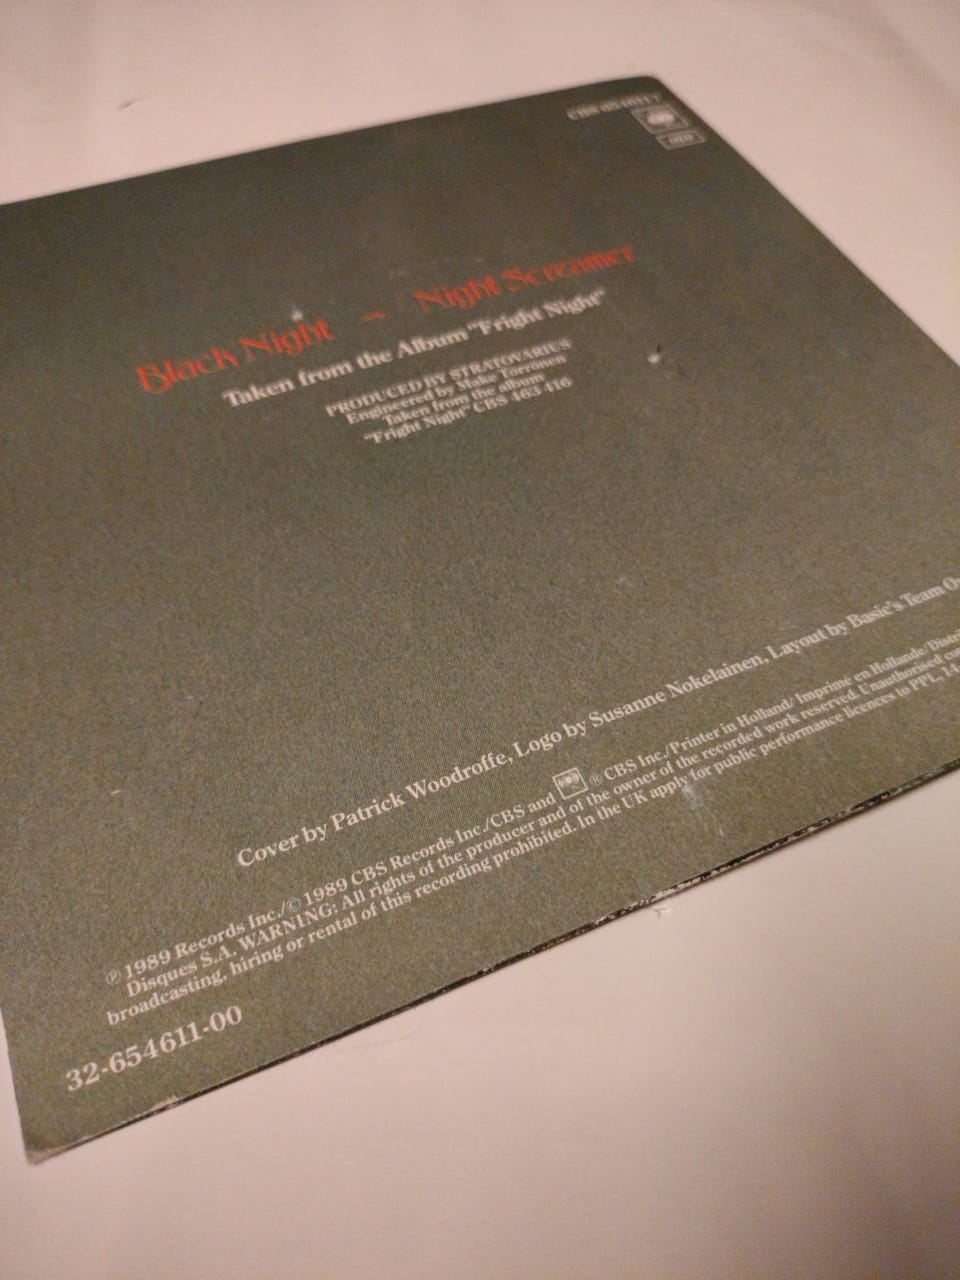 CBS
Black Night – Night Screamer
Taken from the Album "Fright Night"
PRODUCED BY STRATOVARIUS
Engineered by Make Törrönen
Taken from the album
"Fright Night" CBS 463 416
Cover by Patrick Woodroffe, Logo by Susanne Nokelainen, Layout by Basic's Team
℗ 1989 Records Inc./© 1989 CBS Records Inc./CBS and ® CBS Inc./Printer in Holland/ Imprimé en Hollande/
Disques S.A. WARNING: All rights of the producer and of the owner of the recorded work reserved. Unauthorised
broadcasting, hiring or rental of this recording prohibited. In the UK apply for public performance licences to PPL,
32-654611-00